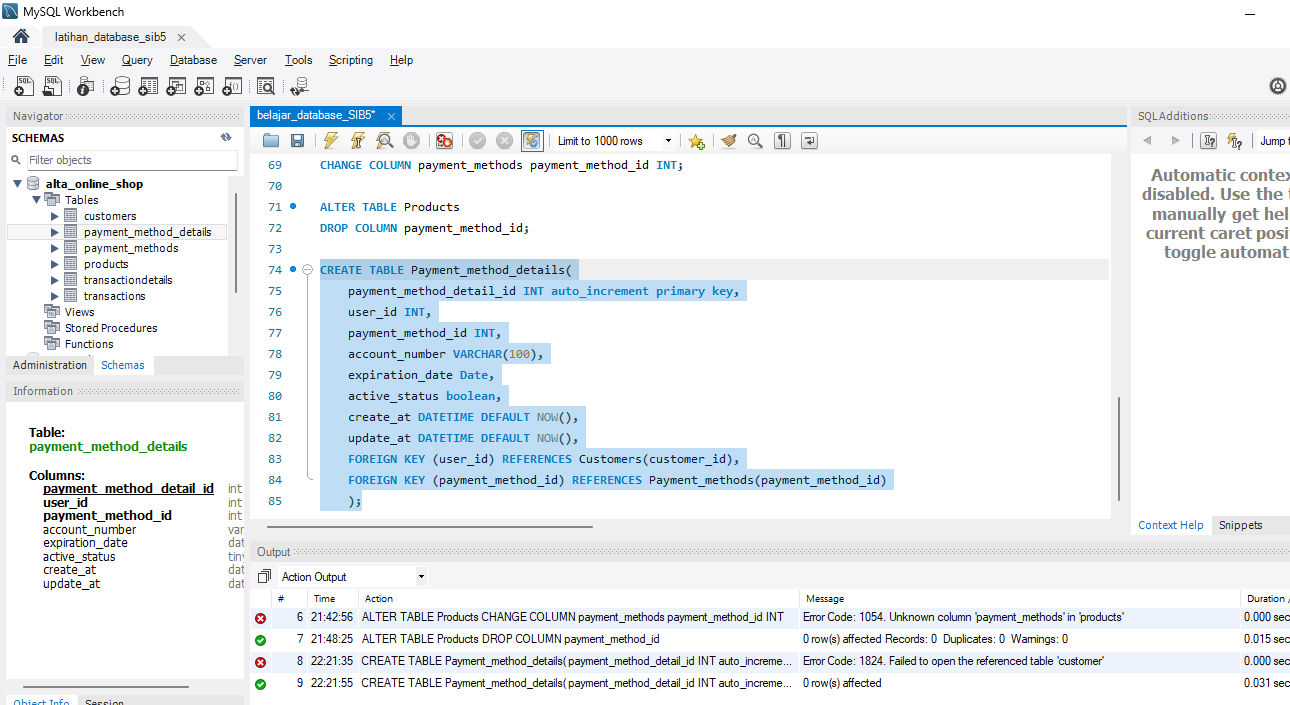 MySQL Workbench
latihan_database_sib5
File Edit View Query Database Server Tools Scripting Help
Navigator
SCHEMAS
Filter objects
alta_online_shop
Tables
customers
payment_method_details
payment_methods
products
transactiondetails
transactions
Views
Stored Procedures
Functions
Administration Schemas
Information
Table:
payment_method_details
Columns:
payment_method_detail_id int
user_id int
payment_method_id int
account_number var
expiration_date dat
active_status tiny
create_at dat
update_at dat
Object Info Session
belajar_database_SIB5*
Limit to 1000 rows
69 CHANGE COLUMN payment_methods payment_method_id INT;
70
71 ALTER TABLE Products
72 DROP COLUMN payment_method_id;
73
74 CREATE TABLE Payment_method_details(
75 payment_method_detail_id INT auto_increment primary key,
76 user_id INT,
77 payment_method_id INT,
78 account_number VARCHAR(100),
79 expiration_date Date,
80 active_status boolean,
81 create_at DATETIME DEFAULT NOW(),
82 update_at DATETIME DEFAULT NOW(),
83 FOREIGN KEY (user_id) REFERENCES Customers(customer_id),
84 FOREIGN KEY (payment_method_id) REFERENCES Payment_methods(payment_method_id)
85 );
SQLAdditions
Jump t
Automatic contex
disabled. Use the t
manually get hel
current caret posi
toggle automat
Context Help Snippets
Output
Action Output
# Time Action Message Duration /
6 21:42:56 ALTER TABLE Products CHANGE COLUMN payment_methods payment_method_id INT Error Code: 1054. Unknown column 'payment_methods' in 'products' 0.000 sec
7 21:48:25 ALTER TABLE Products DROP COLUMN payment_method_id 0 row(s) affected Records: 0 Duplicates: 0 Warnings: 0 0.015 sec
8 22:21:35 CREATE TABLE Payment_method_details( payment_method_detail_id INT auto_increme... Error Code: 1824. Failed to open the referenced table 'customer' 0.000 sec
9 22:21:55 CREATE TABLE Payment_method_details( payment_method_detail_id INT auto_increme... 0 row(s) affected 0.031 sec